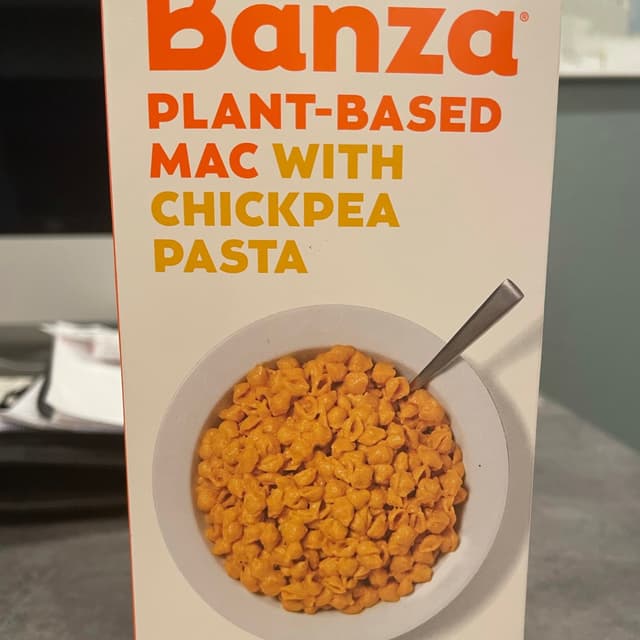 Banza®
PLANT-BASED
MAC WITH
CHICKPEA
PASTA